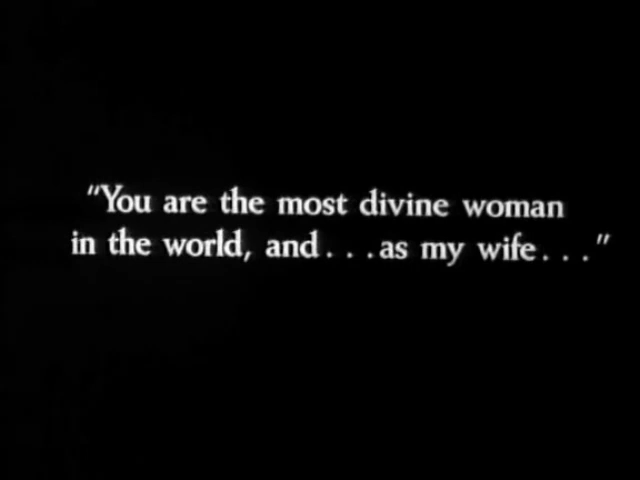 "You are the most divine woman
in the world, and . . . as my wife . . ."